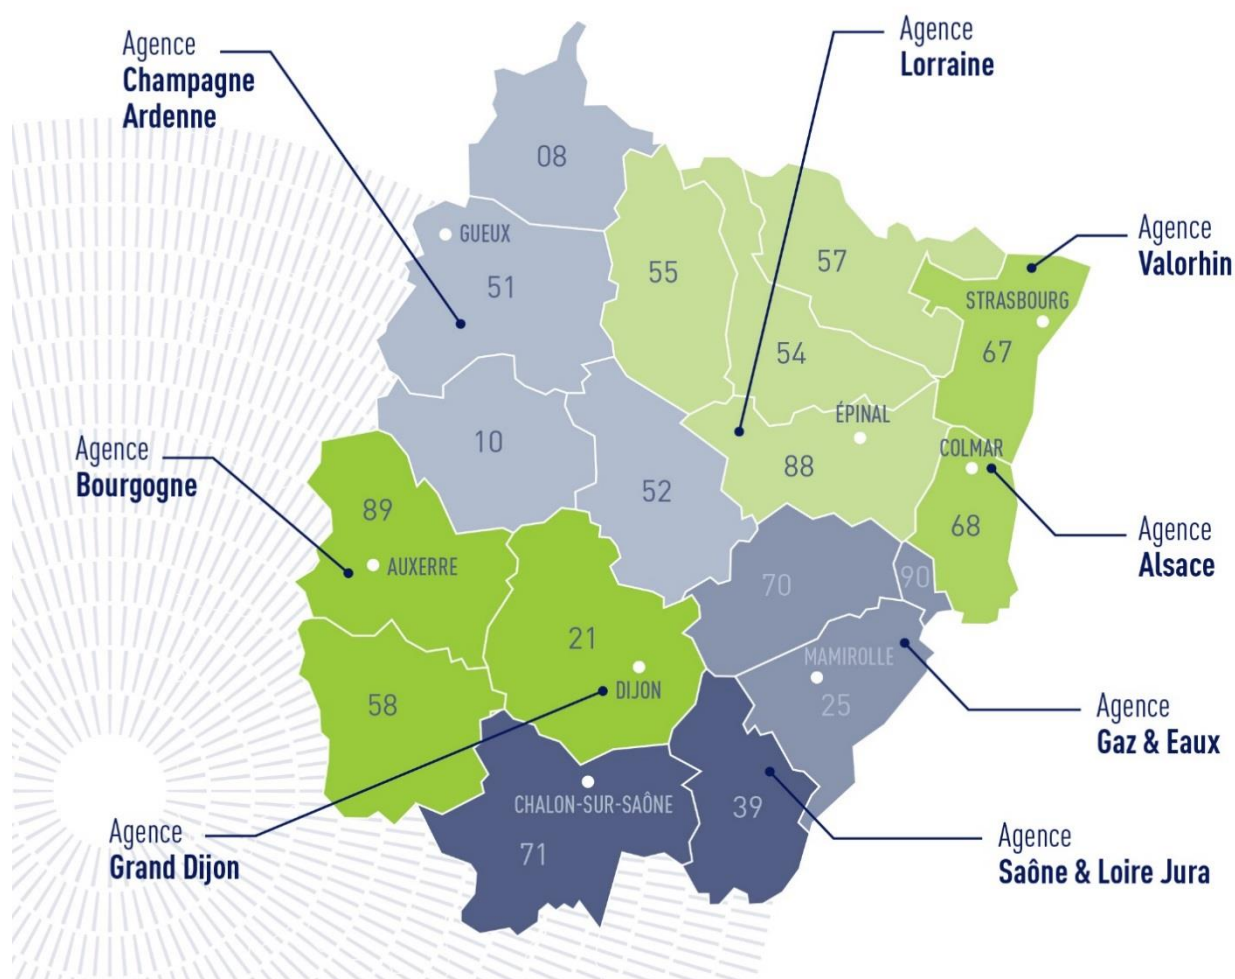 Agence
Champagne
Ardenne
Agence
Lorraine
08
GUEUX
51
55
57
Agence
Valorhin
STRASBOURG
67
54
ÉPINAL
88
COLMAR
68
10
52
Agence
Bourgogne
89
AUXERRE
Agence
Alsace
70
90
21
DIJON
MAMIROLLE
25
58
Agence
Gaz & Eaux
CHALON-SUR-SAÔNE
71
39
Agence
Grand Dijon
Agence
Saône & Loire Jura